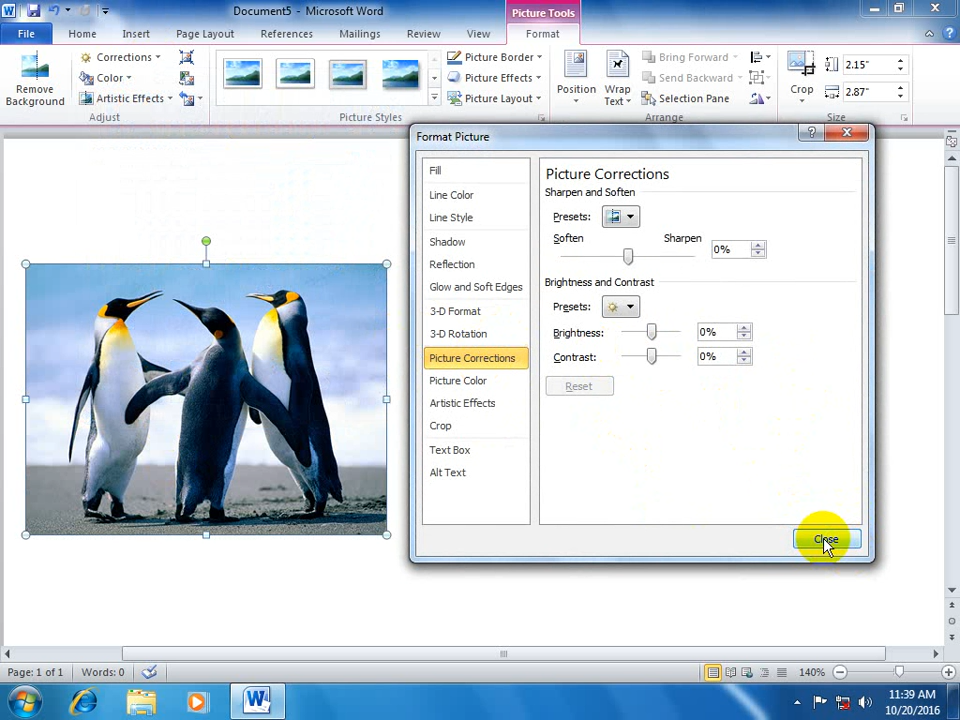 Document5 - Microsoft Word
Picture Tools
File Home Insert Page Layout References Mailings Review View Format
Remove Background
Corrections
Color
Artistic Effects
Adjust
Picture Styles
Picture Border
Picture Effects
Picture Layout
Position
Wrap Text
Bring Forward
Send Backward
Selection Pane
Arrange
Crop
2.15"
2.87"
Size
Format Picture
Fill
Line Color
Line Style
Shadow
Reflection
Glow and Soft Edges
3-D Format
3-D Rotation
Picture Corrections
Picture Color
Artistic Effects
Crop
Text Box
Alt Text
Picture Corrections
Sharpen and Soften
Presets:
Soften Sharpen
0%
Brightness and Contrast
Presets:
Brightness: 0%
Contrast: 0%
Reset
Close
Page: 1 of 1 Words: 0 140%
11:39 AM
10/20/2016